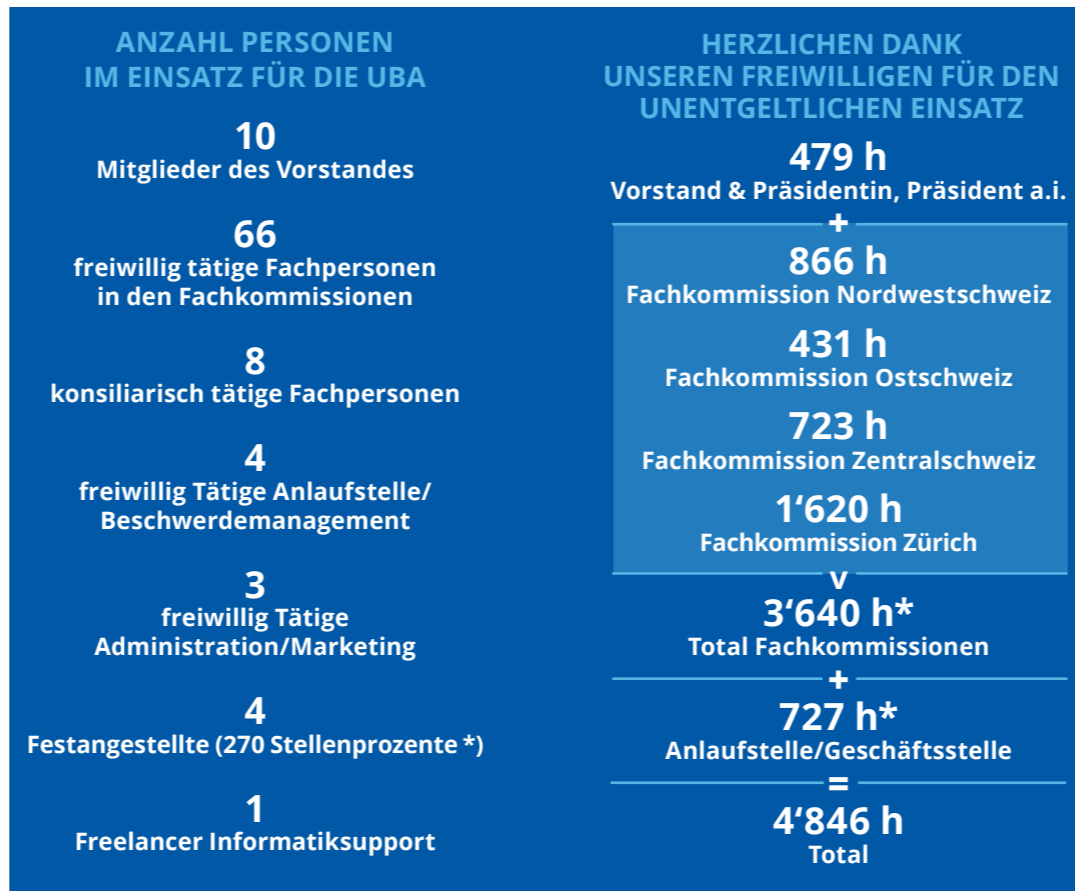 ANZAHL PERSONEN
IM EINSATZ FÜR DIE UBA
10
Mitglieder des Vorstandes
66
freiwillig tätige Fachpersonen
in den Fachkommissionen
8
konsiliarisch tätige Fachpersonen
4
freiwillig Tätige Anlaufstelle/
Beschwerdemanagement
3
freiwillig Tätige
Administration/Marketing
4
Festangestellte (270 Stellenprozente *)
1
Freelancer Informatiksupport
HERZLICHEN DANK
UNSEREN FREIWILLIGEN FÜR DEN
UNENTGELTLICHEN EINSATZ
479 h
Vorstand & Präsidentin, Präsident a.i.
+
866 h
Fachkommission Nordwestschweiz
431 h
Fachkommission Ostschweiz
723 h
Fachkommission Zentralschweiz
1‘620 h
Fachkommission Zürich
v
3‘640 h*
Total Fachkommissionen
+
727 h*
Anlaufstelle/Geschäftsstelle
=
4‘846 h
Total